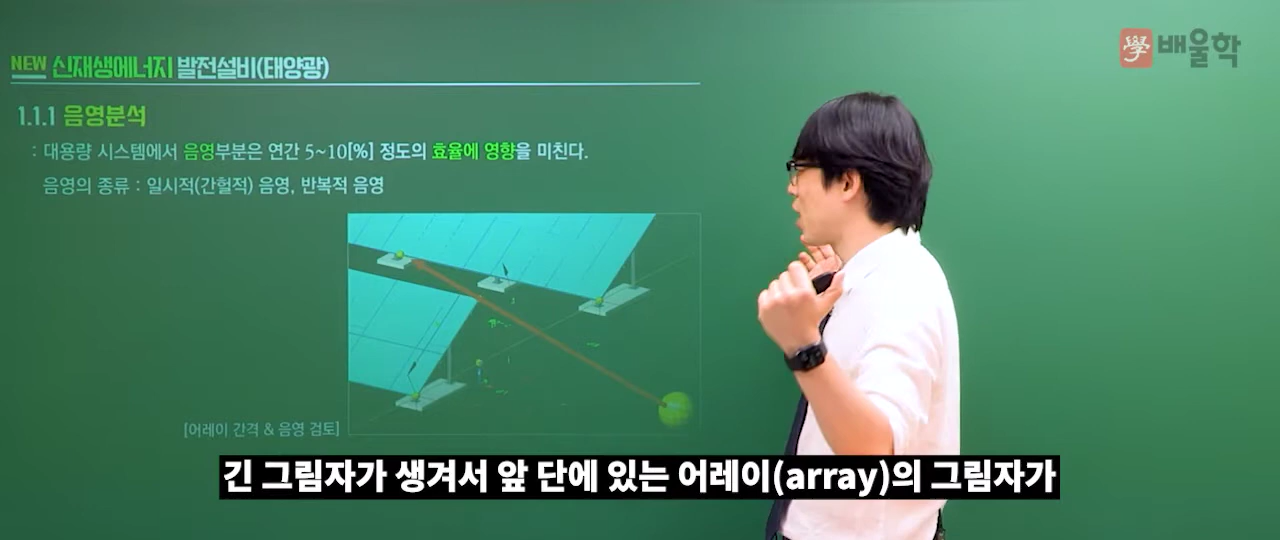 學 배울학
NEW 신재생에너지 발전설비(태양광)
1.1.1 음영분석
: 대용량 시스템에서 음영부분은 연간 5~10[%] 정도의 효율에 영향을 미친다.
음영의 종류 : 일시적(간헐적) 음영, 반복적 음영
[어레이 간격 & 음영 검토]
긴 그림자가 생겨서 앞 단에 있는 어레이(array)의 그림자가